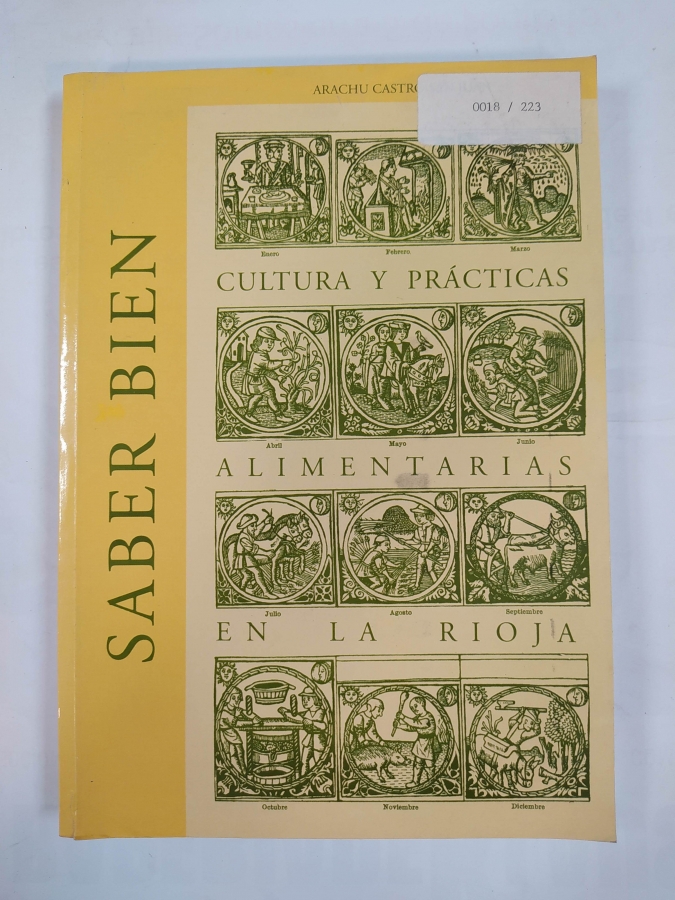 ARACHU CASTRO
0018 / 223
SABER BIEN
Enero Febrero Marzo
CULTURA Y PRÁCTICAS
Abril Mayo Junio
ALIMENTARIAS
Julio Agosto Septiembre
EN LA RIOJA
Octubre Noviembre Diciembre